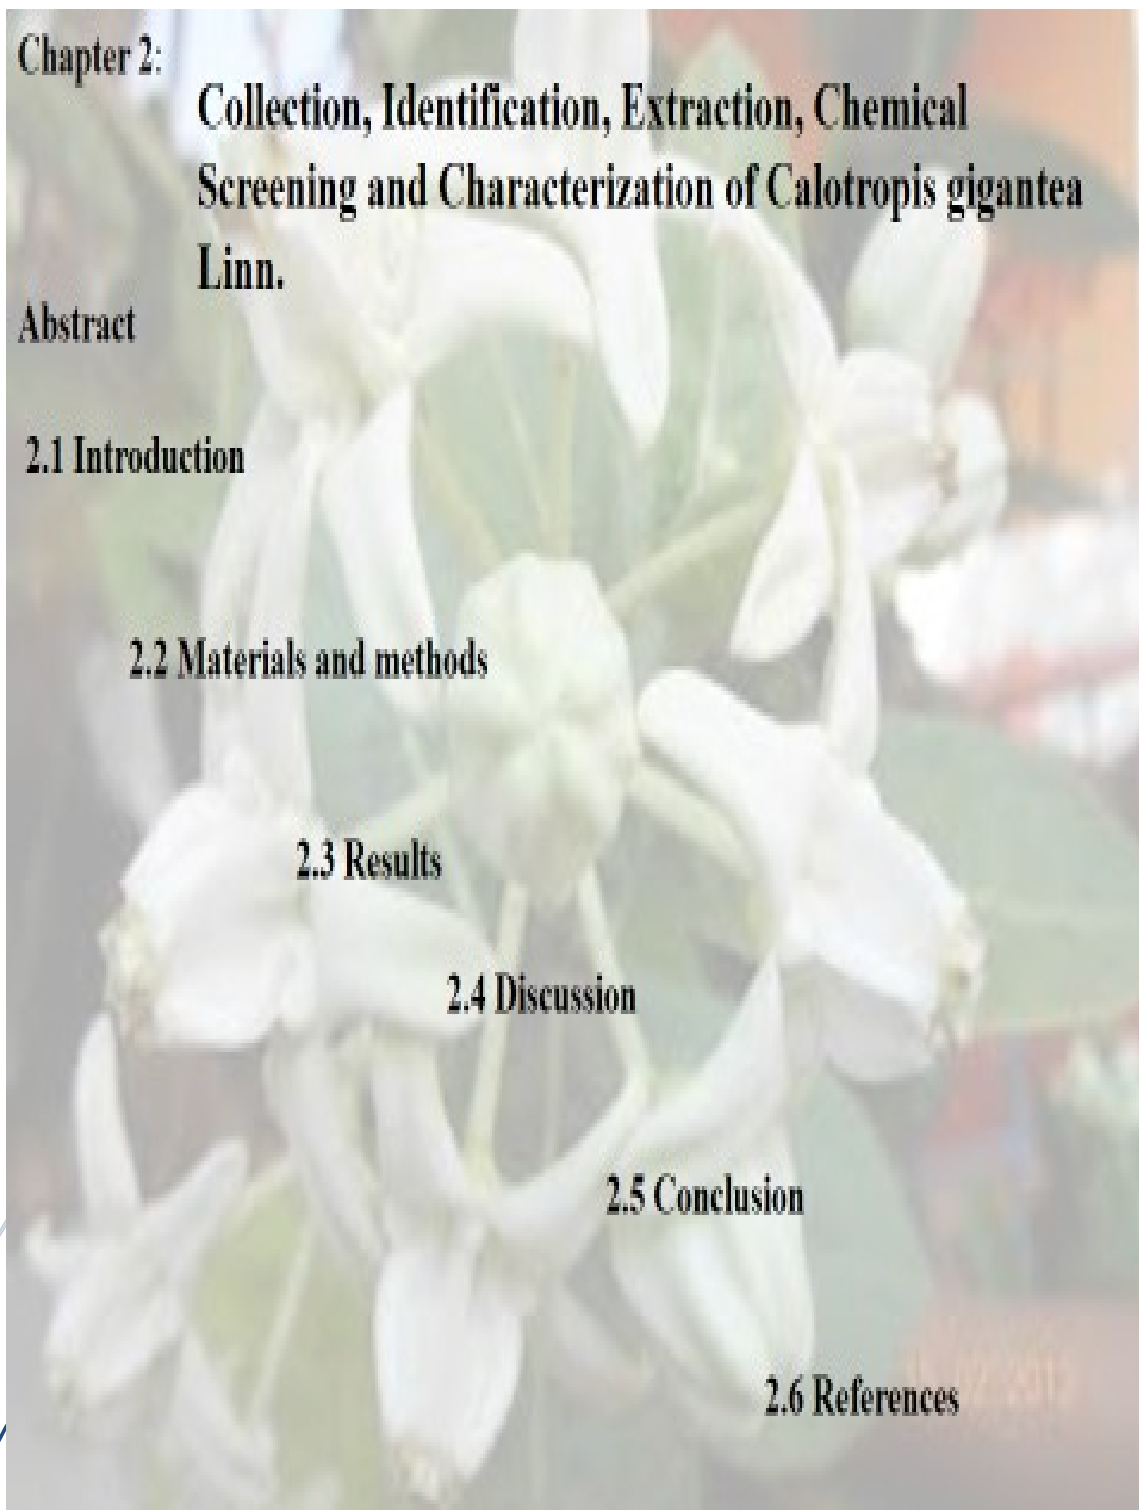 Chapter 2:
Collection, Identification, Extraction, Chemical
Screening and Characterization of Calotropis gigantea
Linn.
Abstract
2.1 Introduction
2.2 Materials and methods
2.3 Results
2.4 Discussion
2.5 Conclusion
2.6 References